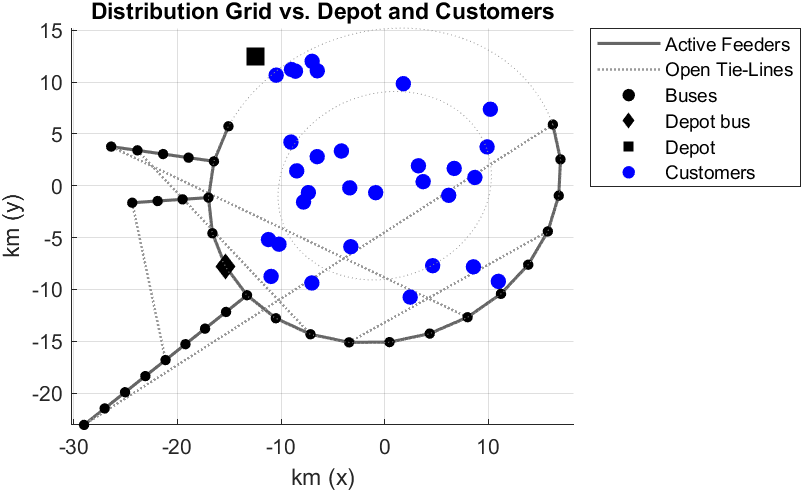 Distribution Grid vs. Depot and Customers
15
10
5
0
-5
-10
-15
-20
km (y)
-30
-20
-10
0
10
km (x)
Active Feeders
Open Tie-Lines
Buses
Depot bus
Depot
Customers